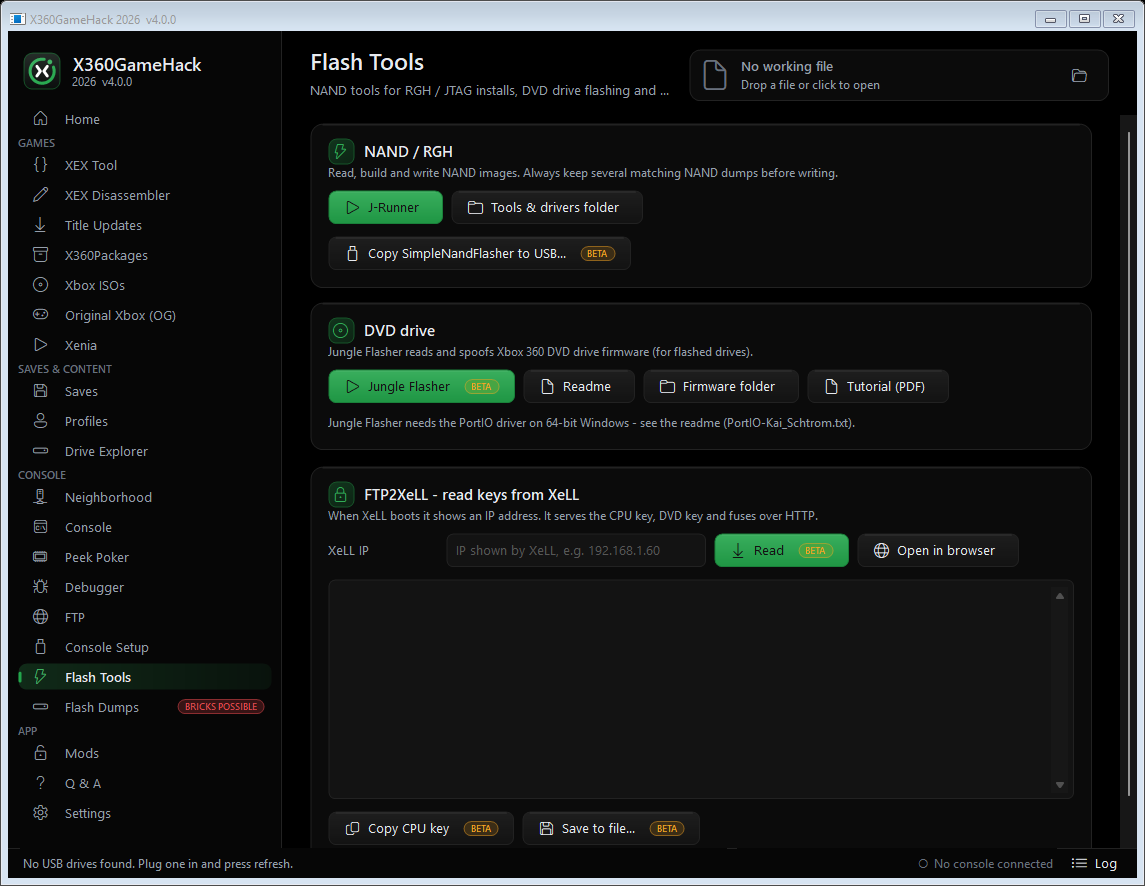 X360GameHack 2026 v4.0.0
X360GameHack
2026 v4.0.0
Home
GAMES
XEX Tool
XEX Disassembler
Title Updates
X360Packages
Xbox ISOs
Original Xbox (OG)
Xenia
SAVES & CONTENT
Saves
Profiles
Drive Explorer
CONSOLE
Neighborhood
Console
Peek Poker
Debugger
FTP
Console Setup
Flash Tools
Flash Dumps BRICKS POSSIBLE
APP
Mods
Q & A
Settings
Flash Tools
NAND tools for RGH / JTAG installs, DVD drive flashing and ...
No working file
Drop a file or click to open
NAND / RGH
Read, build and write NAND images. Always keep several matching NAND dumps before writing.
J-Runner Tools & drivers folder
Copy SimpleNandFlasher to USB... BETA
DVD drive
Jungle Flasher reads and spoofs Xbox 360 DVD drive firmware (for flashed drives).
Jungle Flasher BETA Readme Firmware folder Tutorial (PDF)
Jungle Flasher needs the PortIO driver on 64-bit Windows - see the readme (PortIO-Kai_Schtrom.txt).
FTP2XeLL - read keys from XeLL
When XeLL boots it shows an IP address. It serves the CPU key, DVD key and fuses over HTTP.
XeLL IP IP shown by XeLL, e.g. 192.168.1.60 Read BETA Open in browser
Copy CPU key BETA Save to file... BETA
No USB drives found. Plug one in and press refresh.
No console connected Log